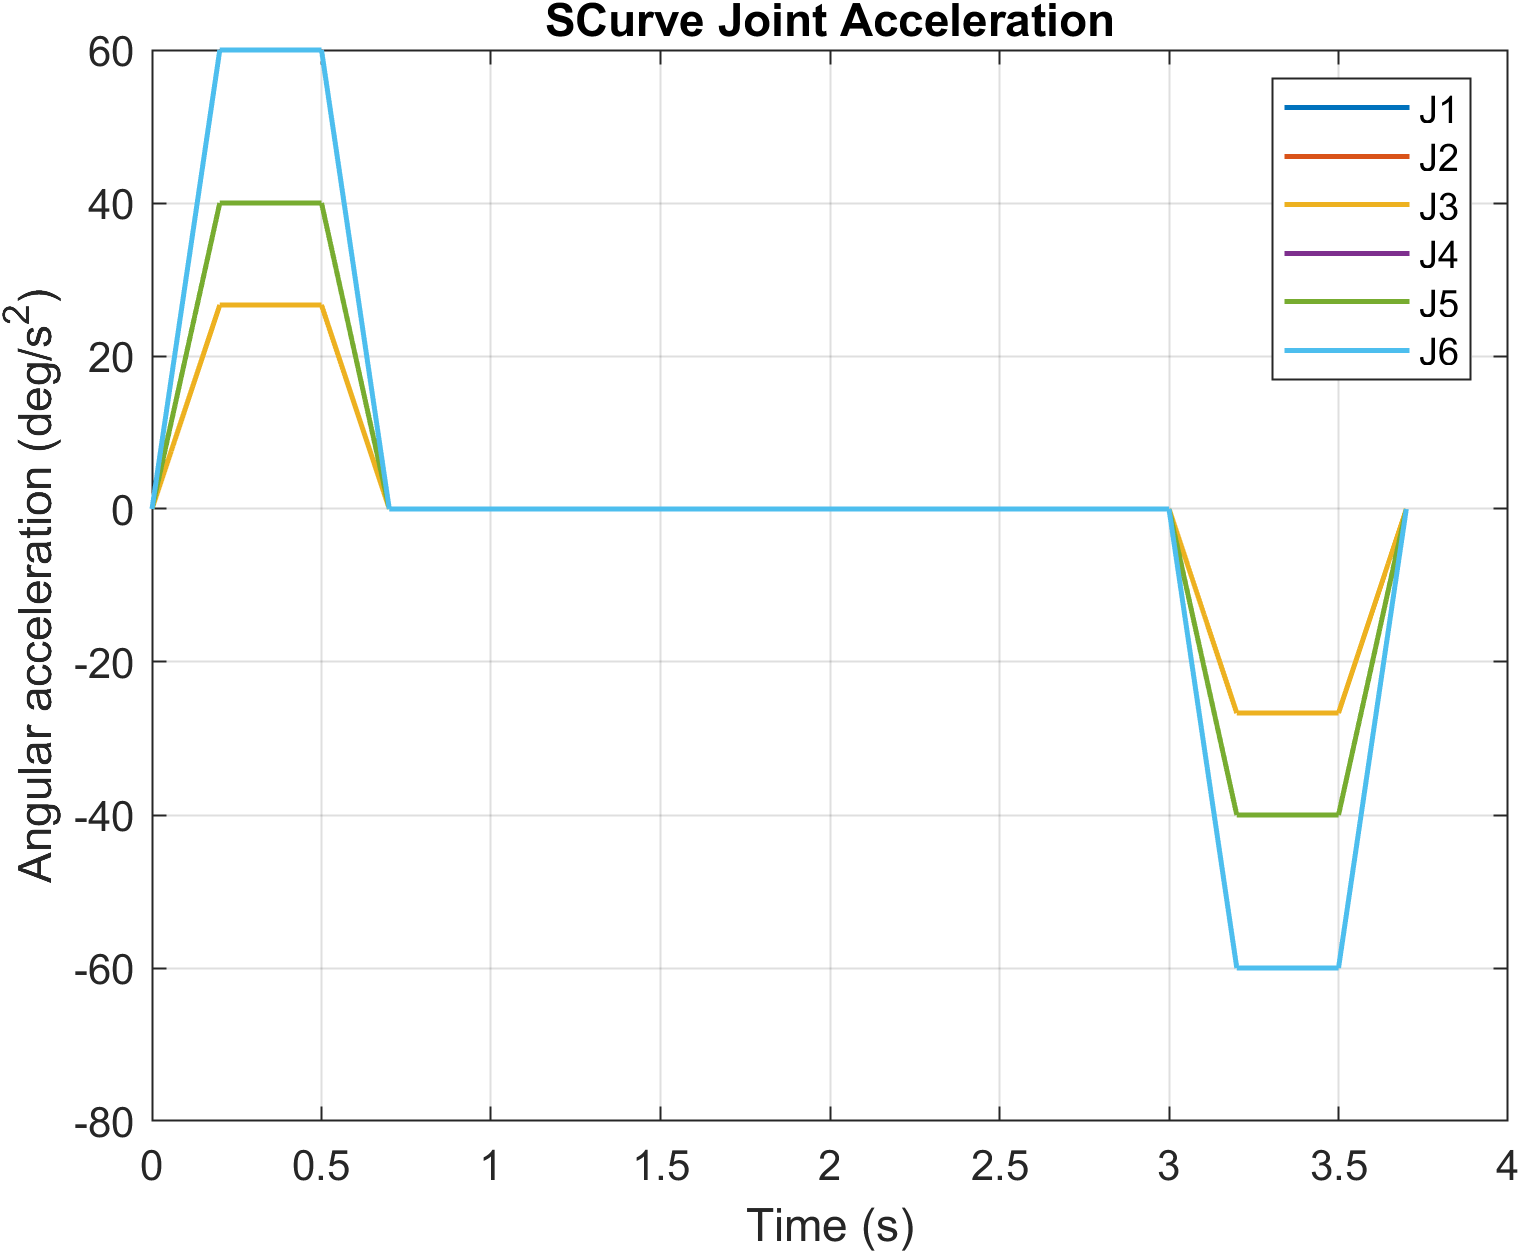 SCurve Joint Acceleration
60
40
20
0
-20
-40
-60
-80
Angular acceleration (deg/s²)
J1
J2
J3
J4
J5
J6
0 0.5 1 1.5 2 2.5 3 3.5 4
Time (s)